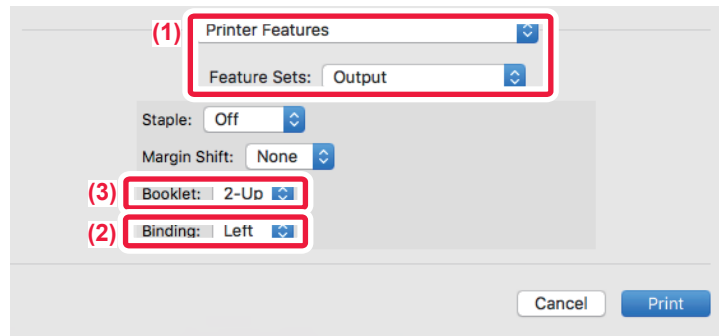 (1) Printer Features
Feature Sets: Output
Staple: Off
Margin Shift: None
(3) Booklet: 2-Up
(2) Binding: Left
Cancel Print